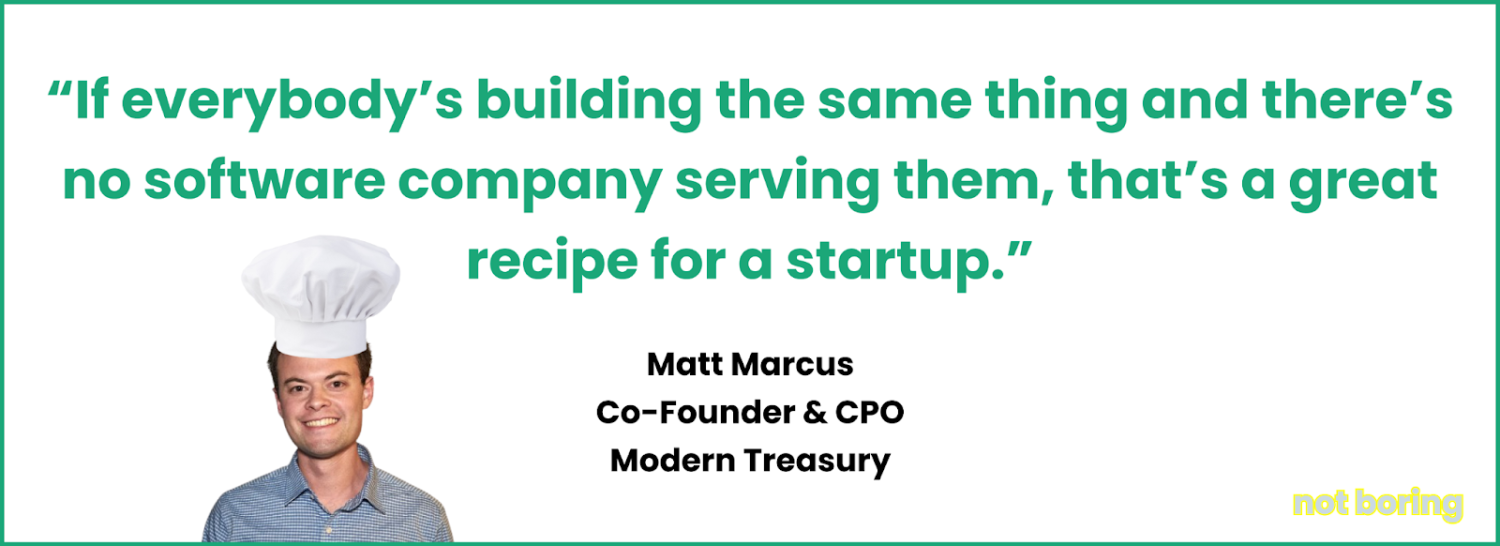 “If everybody’s building the same thing and there’s
no software company serving them, that’s a great
recipe for a startup.”
Matt Marcus
Co-Founder & CPO
Modern Treasury
not boring